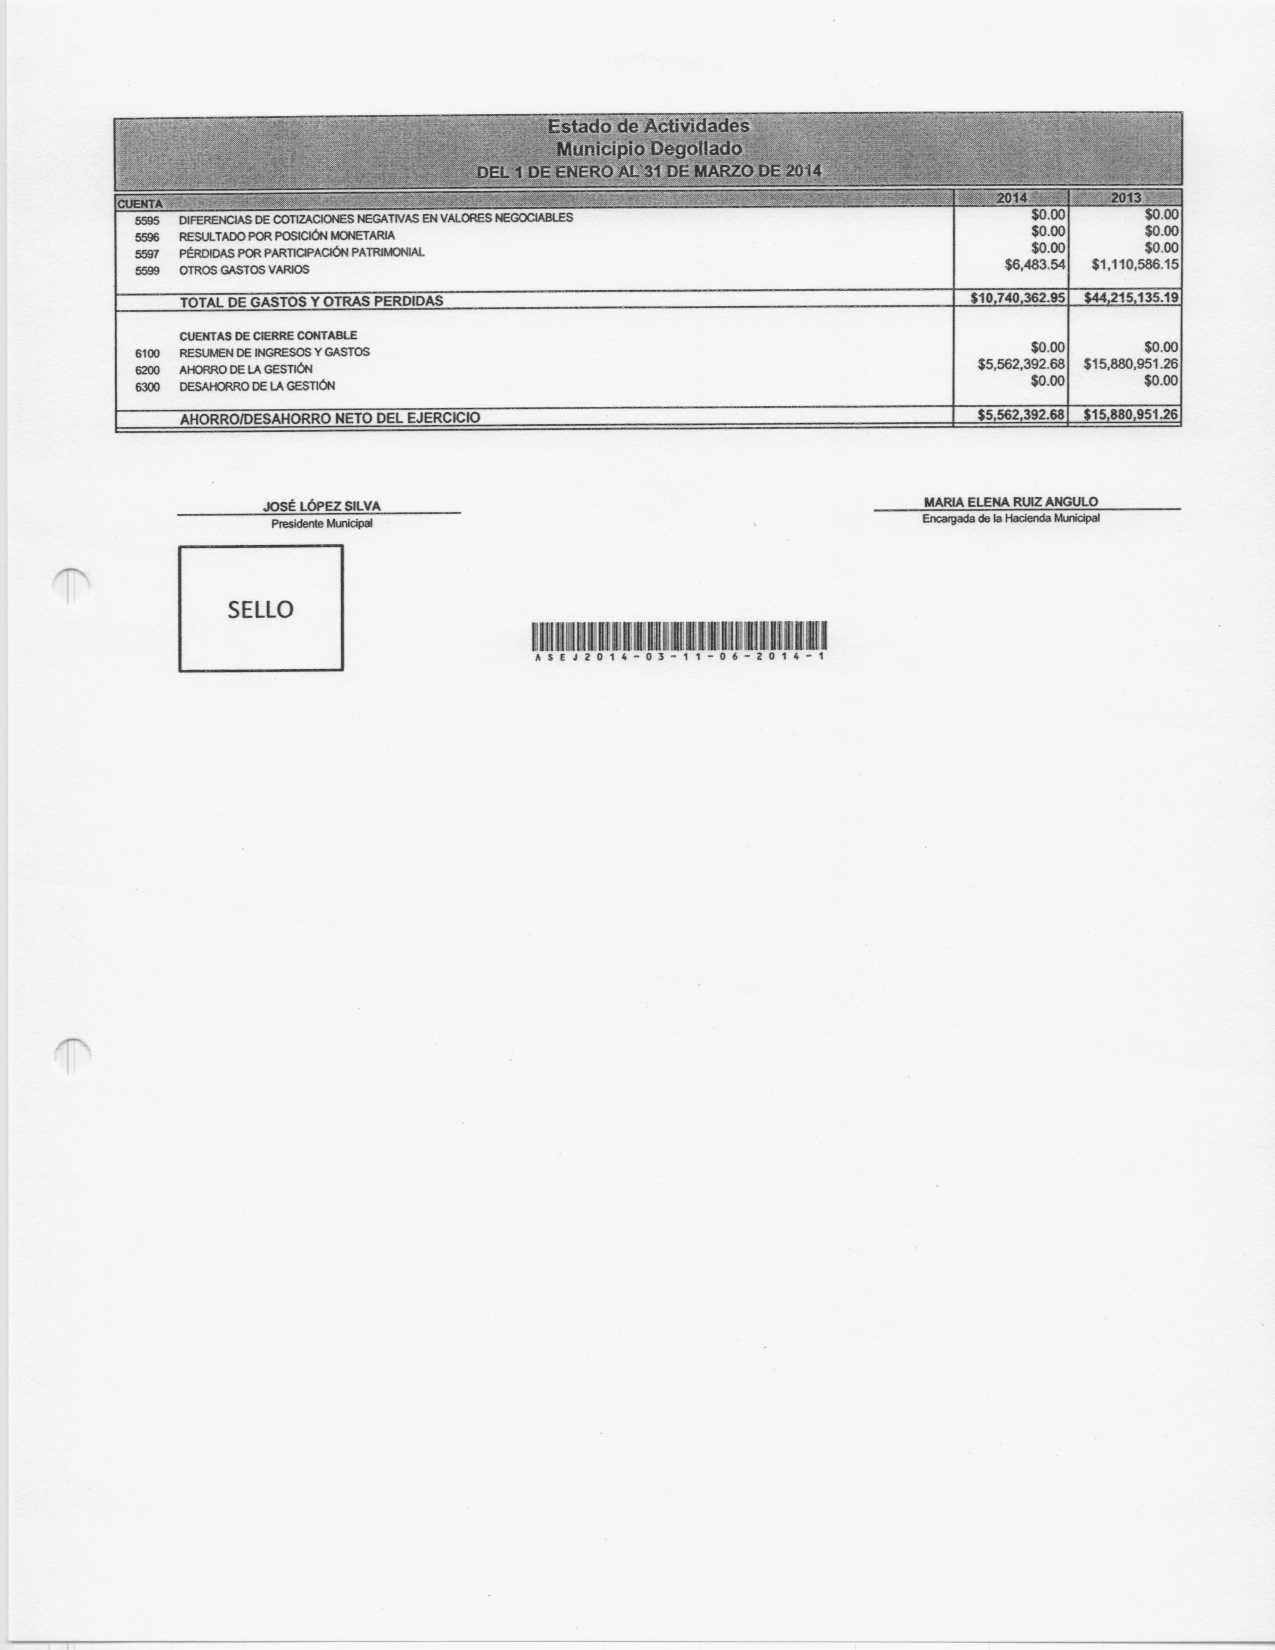 Estado de Actividades
Municipio Degollado
DEL 1 DE ENERO AL 31 DE MARZO DE 2014
CUENTA 2014 2013
5595 DIFERENCIAS DE COTIZACIONES NEGATIVAS EN VALORES NEGOCIABLES $0.00 $0.00
5596 RESULTADO POR POSICIÓN MONETARIA $0.00 $0.00
5597 PÉRDIDAS POR PARTICIPACIÓN PATRIMONIAL $0.00 $0.00
5599 OTROS GASTOS VARIOS $6,483.54 $1,110,586.15
TOTAL DE GASTOS Y OTRAS PERDIDAS $10,740,362.95 $44,215,135.19
CUENTAS DE CIERRE CONTABLE
6100 RESUMEN DE INGRESOS Y GASTOS $0.00 $0.00
6200 AHORRO DE LA GESTIÓN $5,562,392.68 $15,880,951.26
6300 DESAHORRO DE LA GESTIÓN $0.00 $0.00
AHORRO/DESAHORRO NETO DEL EJERCICIO $5,562,392.68 $15,880,951.26
JOSÉ LÓPEZ SILVA MARIA ELENA RUIZ ANGULO
Presidente Municipal Encargada de la Hacienda Municipal
SELLO
ASEJ2014-03-11-06-2014-1